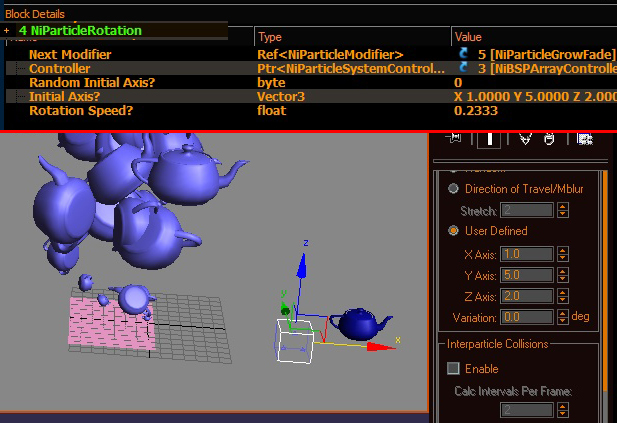 Block Details
+ 4 NiParticleRotation
Type
Value
Next Modifier Ref<NiParticleModifier> 5 [NiParticleGrowFade]
Controller Ptr<NiParticleSystemControl... 3 [NiBSPArrayControlle
Random Initial Axis? byte 0
Initial Axis? Vector3 X 1.0000 Y 5.0000 Z 2.000
Rotation Speed? float 0.2333
Direction of Travel/Mblur
Stretch: 2
User Defined
X Axis: 1.0
Y Axis: 5.0
Z Axis: 2.0
Variation: 0.0 deg
Interparticle Collisions
Enable
Calc Intervals Per Frame:
2
z
y
x